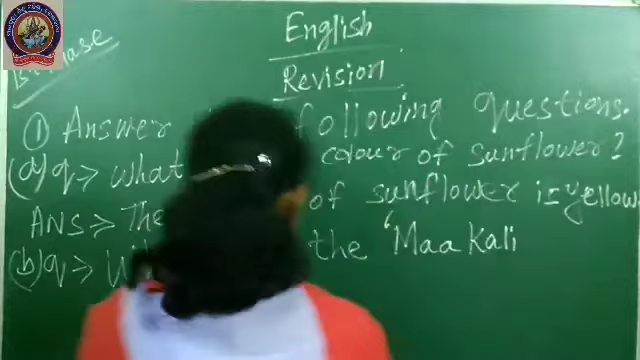 English
Revision
① Answer following questions.
(a) q> what colour of sunflower?
ANS> The of sunflower is yellow
(b) q> the 'Maa Kali